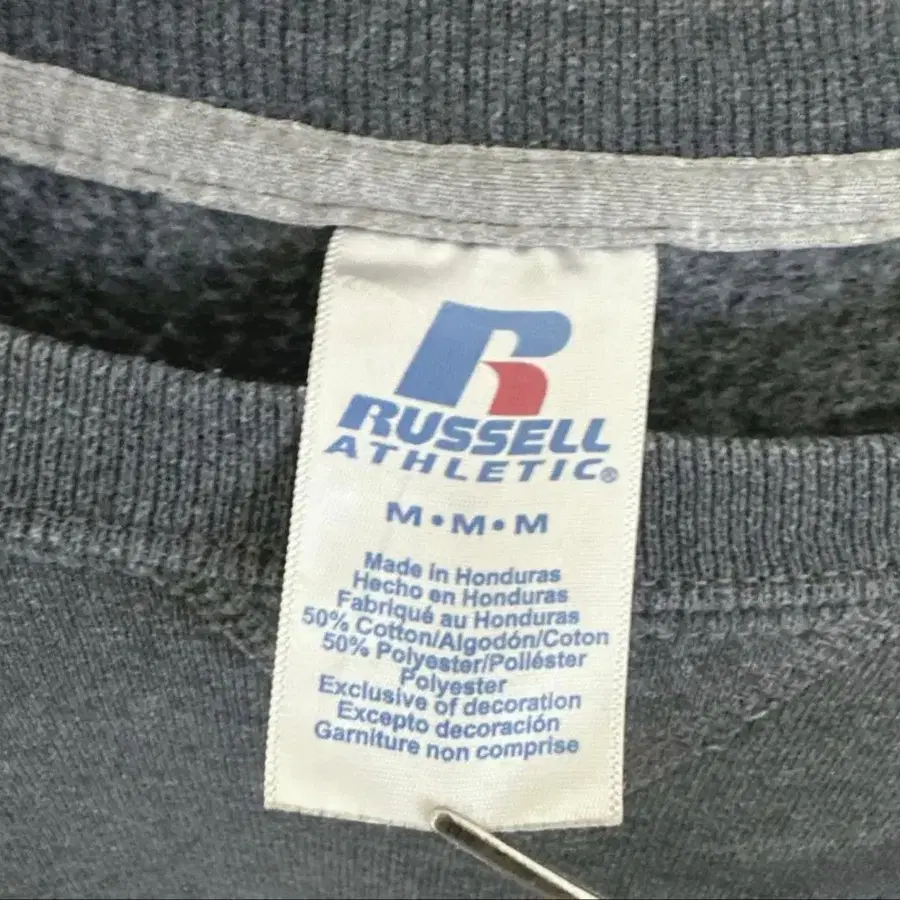 RUSSELL
ATHLETIC®
M•M•M
Made in Honduras
Hecho en Honduras
Fabriqué au Honduras
50% Cotton/Algodón/Coton
50% Polyester/Poliéster
Polyester
Exclusive of decoration
Excepto decoración
Garniture non comprise